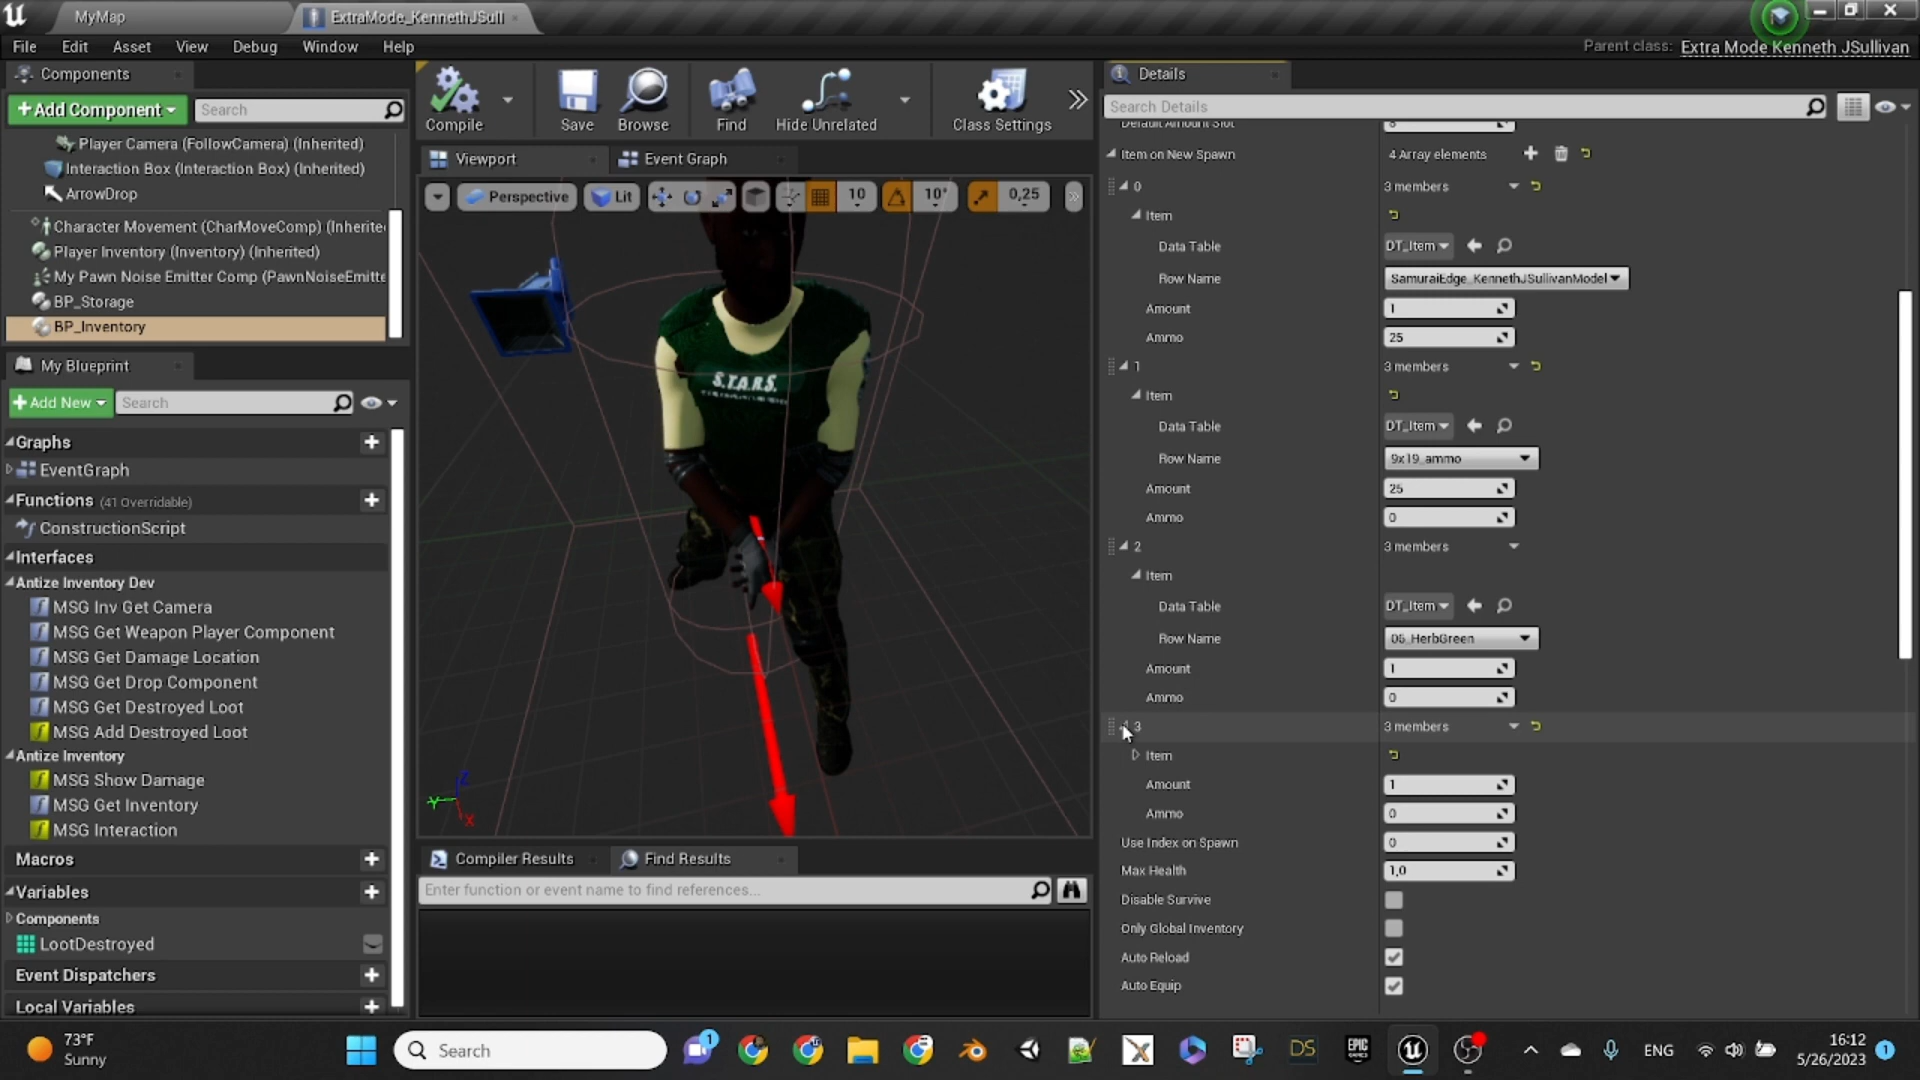 MyMap
ExtraMode_KennethJSull
File Edit Asset View Debug Window Help
Parent class: Extra Mode Kenneth JSullivan
Components
Add Component
Search
Player Camera (FollowCamera) (Inherited)
Interaction Box (Interaction Box) (Inherited)
ArrowDrop
Character Movement (CharMoveComp) (Inherite
Player Inventory (Inventory) (Inherited)
My Pawn Noise Emitter Comp (PawnNoiseEmitte
BP_Storage
BP_Inventory
My Blueprint
Add New
Search
Graphs
EventGraph
Functions (41 Overridable)
ConstructionScript
Interfaces
Antize Inventory Dev
MSG Inv Get Camera
MSG Get Weapon Player Component
MSG Get Damage Location
MSG Get Drop Component
MSG Get Destroyed Loot
MSG Add Destroyed Loot
Antize Inventory
MSG Show Damage
MSG Get Inventory
MSG Interaction
Macros
Variables
Components
LootDestroyed
Event Dispatchers
Local Variables
Compile
Save
Browse
Find
Hide Unrelated
Class Settings
Viewport
Event Graph
Perspective
Lit
10
10°
0,25
S.T.A.R.S.
Z
Y
X
Compiler Results
Find Results
Enter function or event name to find references...
Details
Search Details
Default Amount Slot
Item on New Spawn 4 Array elements
0 3 members
Item
Data Table DT_Item
Row Name SamuraiEdge_KennethJSullivanModel
Amount 1
Ammo 25
1 3 members
Item
Data Table DT_Item
Row Name 9x19_ammo
Amount 25
Ammo 0
2 3 members
Item
Data Table DT_Item
Row Name 06_HerbGreen
Amount 1
Ammo 0
3 3 members
Item
Amount 1
Ammo 0
Use Index on Spawn 0
Max Health 1,0
Disable Survive
Only Global Inventory
Auto Reload
Auto Equip
73°F
Sunny
Search
1
DS
EPIC
GAMES
ENG
16:12
5/26/2023
1